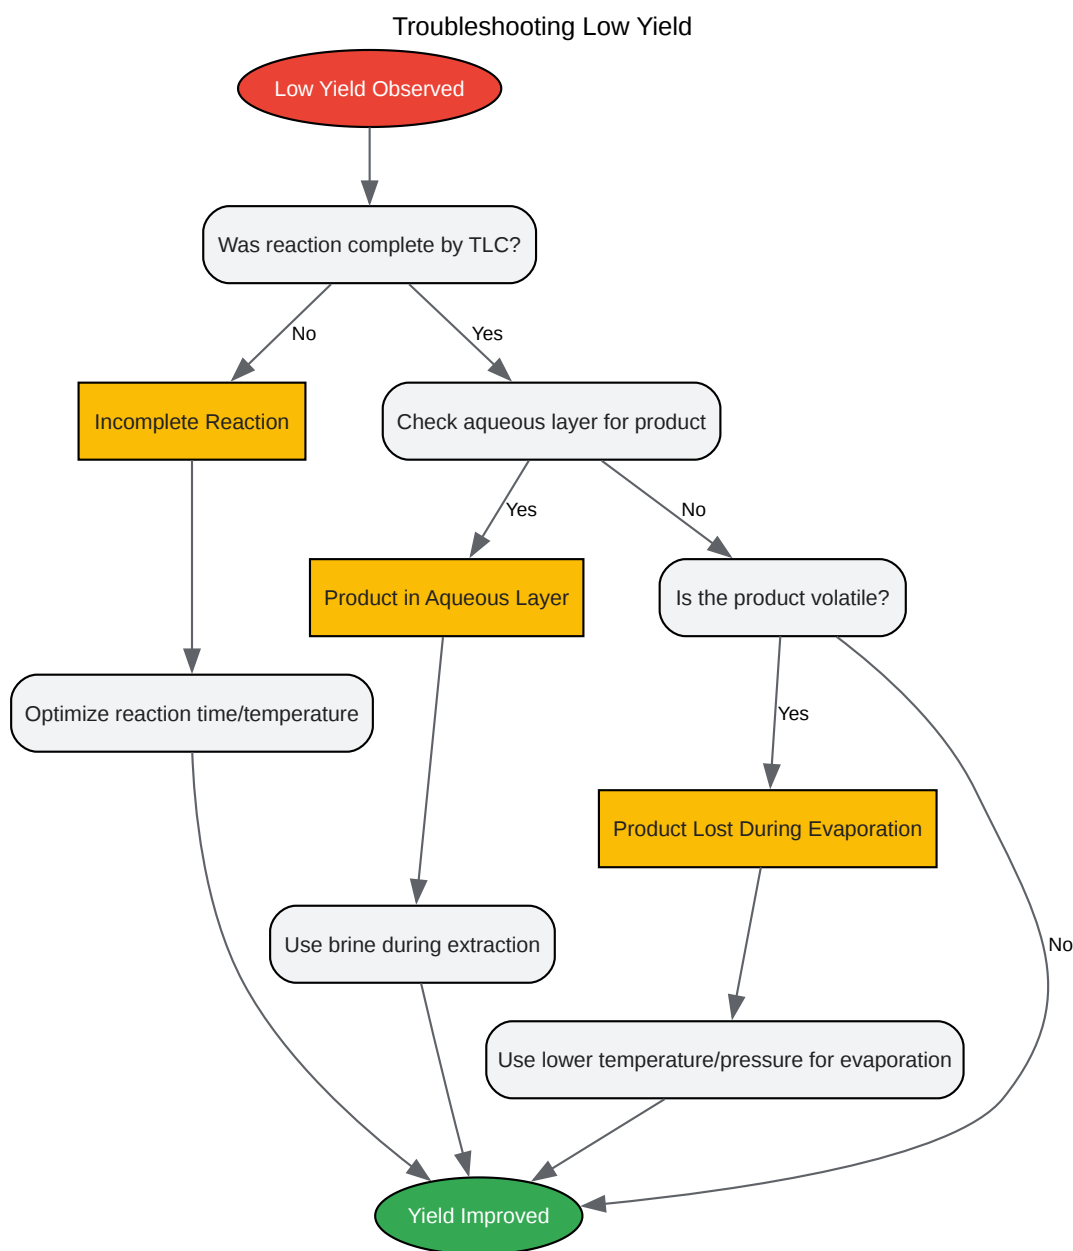 Troubleshooting Low Yield
Low Yield Observed
Was reaction complete by TLC?
No
Yes
Incomplete Reaction
Check aqueous layer for product
Yes
No
Product in Aqueous Layer
Is the product volatile?
Optimize reaction time/temperature
Yes
Product Lost During Evaporation
Use brine during extraction
No
Use lower temperature/pressure for evaporation
Yield Improved